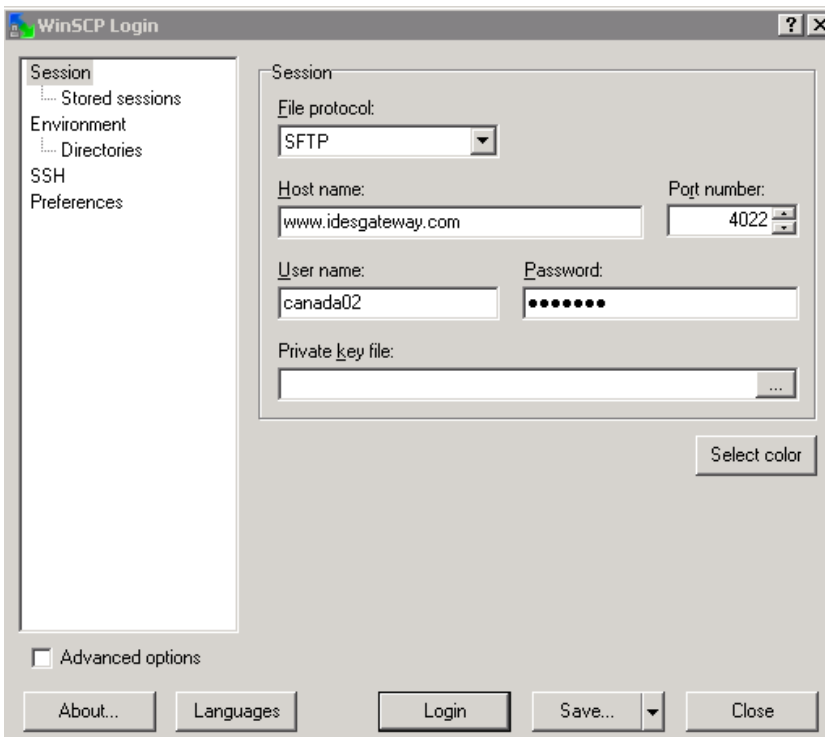 WinSCP Login
Session
Stored sessions
Environment
Directories
SSH
Preferences
Session
File protocol:
SFTP
Host name:
Port number:
www.idesgateway.com
4022
User name:
Password:
canada02
•••••••
Private key file:
...
Select color
Advanced options
About...
Languages
Login
Save...
Close